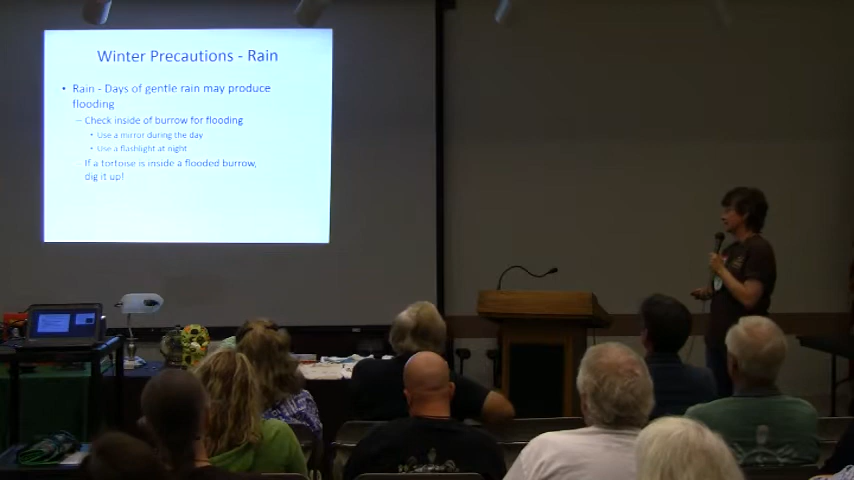 Winter Precautions - Rain
• Rain - Days of gentle rain may produce
flooding
– Check inside of burrow for flooding
• Use a mirror during the day
• Use a flashlight at night
If a tortoise is inside a flooded burrow,
dig it up!